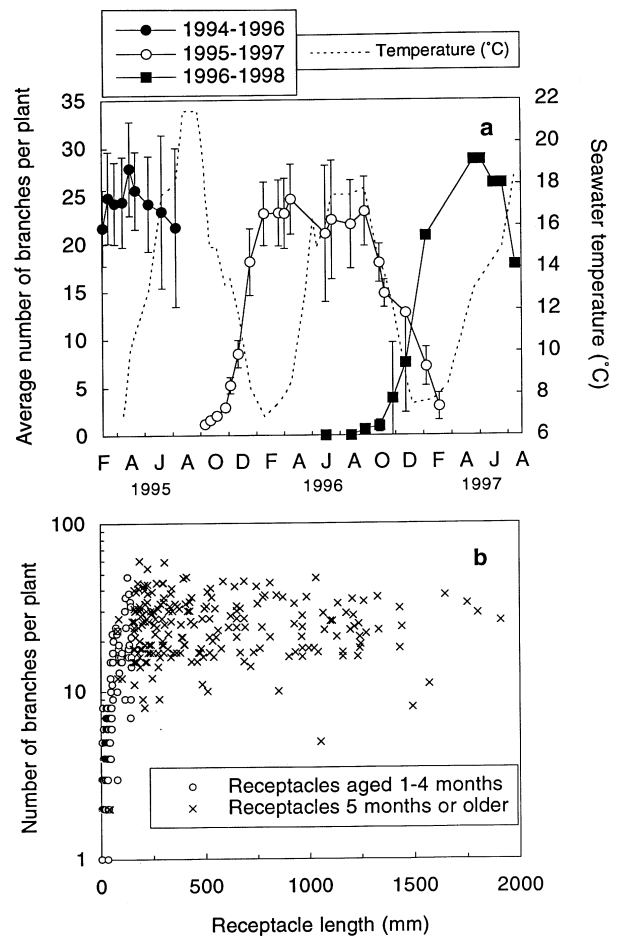 1994-1996
1995-1997
1996-1998
Temperature (˚C)
a
Average number of branches per plant
35
30
25
20
15
10
5
0
Seawater temperature (˚C)
22
20
18
16
14
12
10
8
6
F A J A O D F A J A O D F A J A
1995 1996 1997
b
Number of branches per plant
100
10
1
Receptacles aged 1-4 months
Receptacles 5 months or older
0 500 1000 1500 2000
Receptacle length (mm)